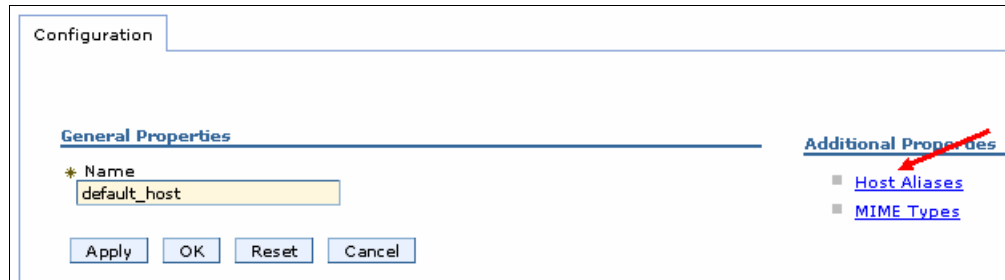 Configuration
General Properties
Additional Properties
* Name
default_host
Host Aliases
MIME Types
Apply OK Reset Cancel